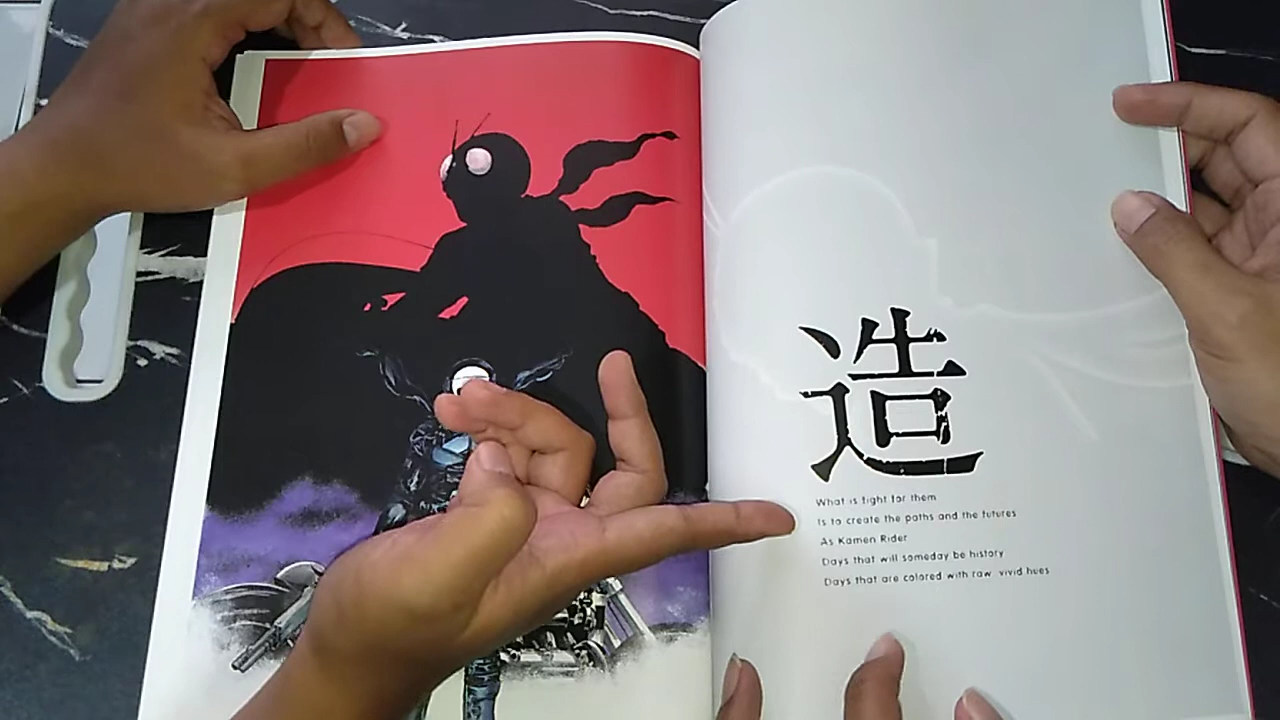 造
What is fight for them
Is to create the paths and the futures
As Kamen Rider
Days that will someday be history
Days that are colored with raw, vivid hues